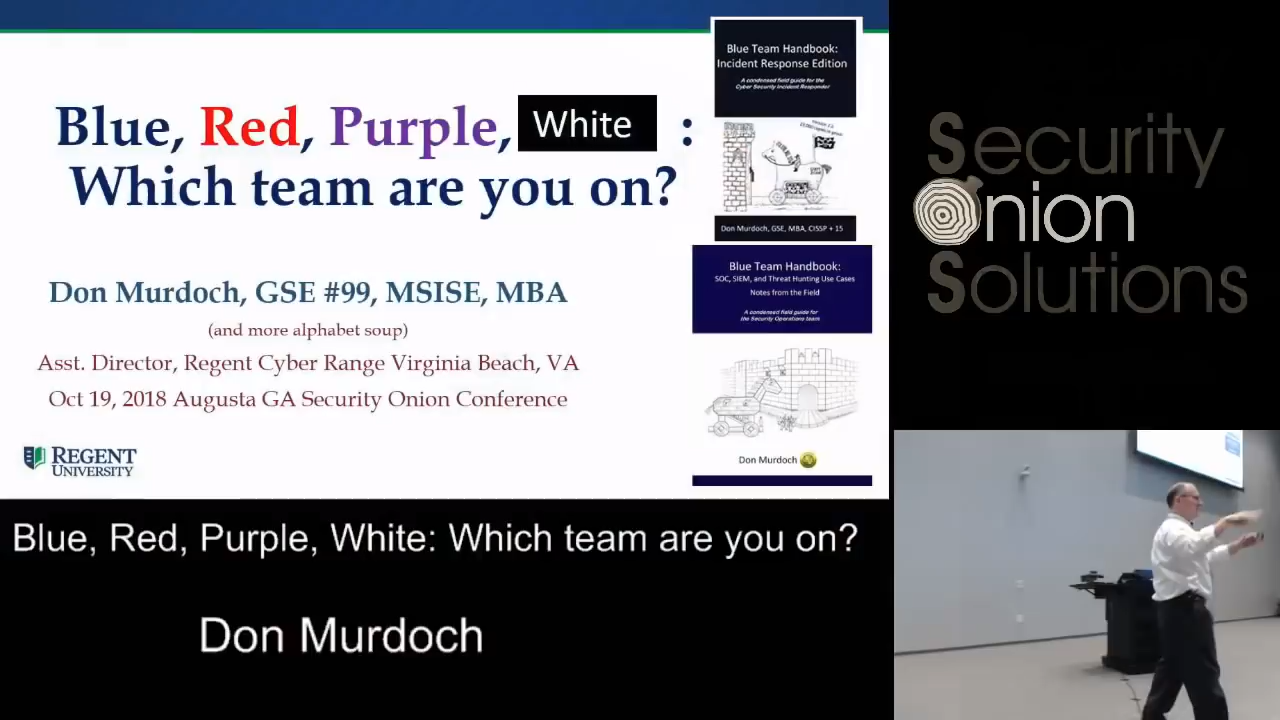 Blue, Red, Purple, White :
Which team are you on?
Don Murdoch, GSE #99, MSISE, MBA
(and more alphabet soup)
Asst. Director, Regent Cyber Range Virginia Beach, VA
Oct 19, 2018 Augusta GA Security Onion Conference
REGENT
UNIVERSITY
Blue Team Handbook:
Incident Response Edition
A condensed field guide for the
Cyber Security Incident Responder
Don Murdoch, GSE, MBA, CISSP + 15
Blue Team Handbook:
SOC, SIEM, and Threat Hunting Use Cases
Notes from the Field
A condensed field guide for
the Security Operations team
Don Murdoch
Security
Onion
Solutions
Blue, Red, Purple, White: Which team are you on?
Don Murdoch